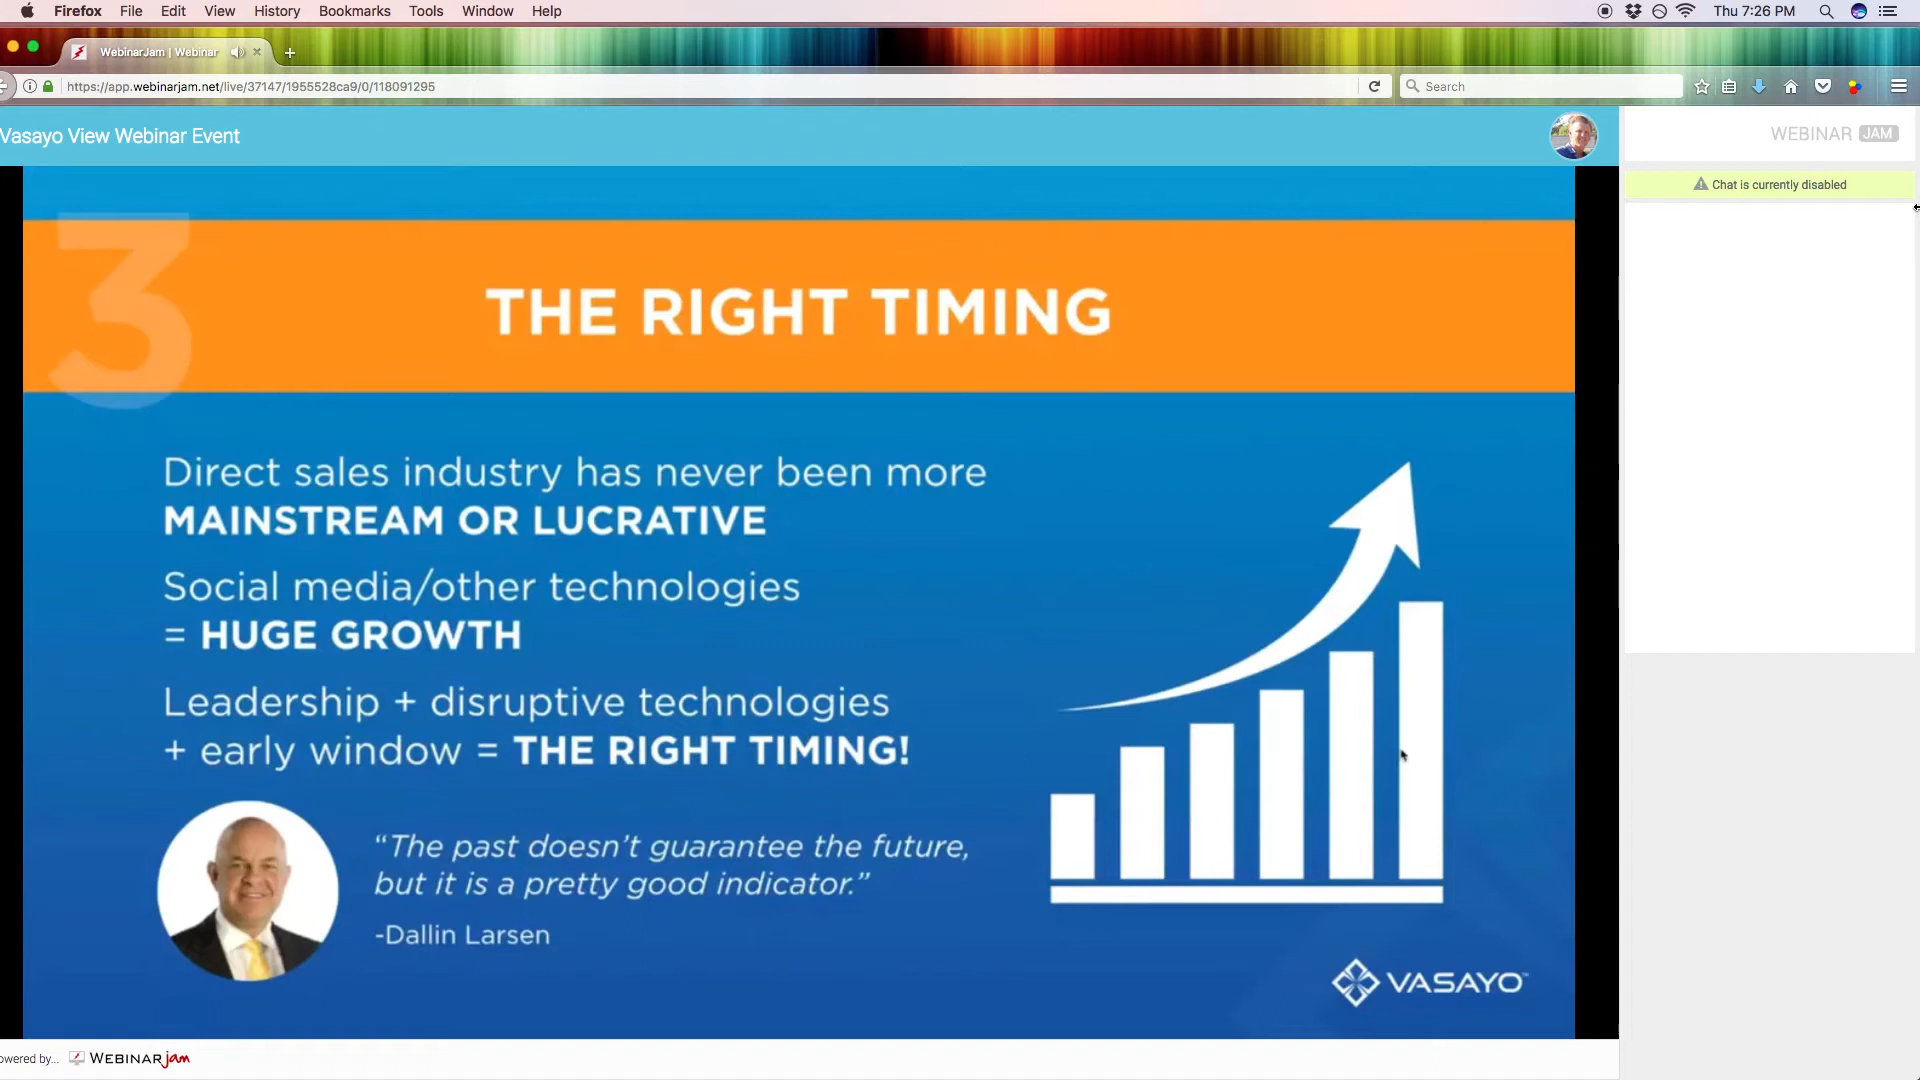 Firefox File Edit View History Bookmarks Tools Window Help Thu 7:26 PM
WebinarJam | Webinar
https://app.webinarjam.net/live/37147/1955528ca9/0/118091295
Search
Vasayo View Webinar Event
WEBINAR JAM
Chat is currently disabled
3
THE RIGHT TIMING
Direct sales industry has never been more
MAINSTREAM OR LUCRATIVE
Social media/other technologies
= HUGE GROWTH
Leadership + disruptive technologies
+ early window = THE RIGHT TIMING!
“The past doesn’t guarantee the future,
but it is a pretty good indicator.”
-Dallin Larsen
VASAYO™
owered by... WEBINARjam